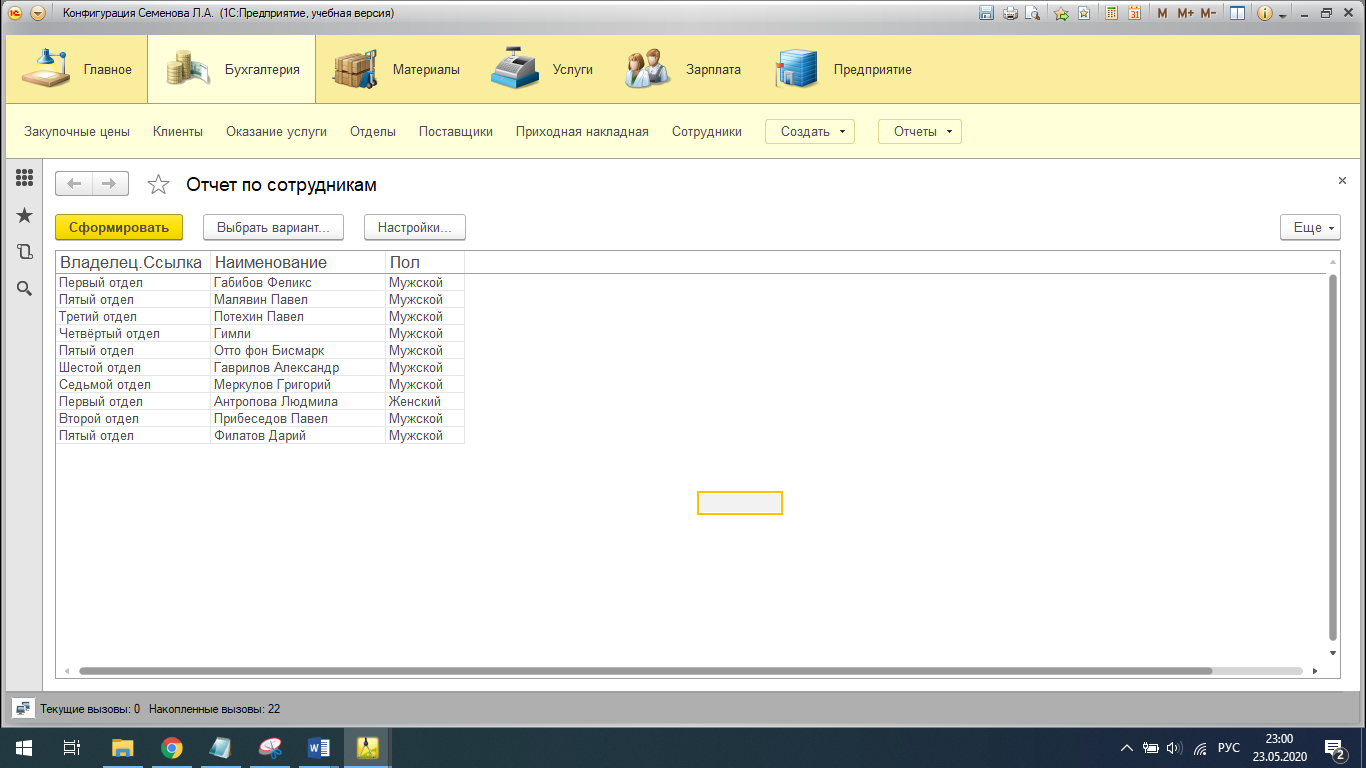 Конфигурация Семенова Л.А. (1С:Предприятие, учебная версия)
31 M M+ M-
Главное Бухгалтерия Материалы Услуги Зарплата Предприятие
Закупочные цены Клиенты Оказание услуги Отделы Поставщики Приходная накладная Сотрудники Создать Отчеты
Отчет по сотрудникам
Сформировать Выбрать вариант... Настройки... Еще
Владелец.Ссылка Наименование Пол
Первый отдел Габибов Феликс Мужской
Пятый отдел Малявин Павел Мужской
Третий отдел Потехин Павел Мужской
Четвёртый отдел Гимли Мужской
Пятый отдел Отто фон Бисмарк Мужской
Шестой отдел Гаврилов Александр Мужской
Седьмой отдел Меркулов Григорий Мужской
Первый отдел Антропова Людмила Женский
Второй отдел Прибеседов Павел Мужской
Пятый отдел Филатов Дарий Мужской
Текущие вызовы: 0 Накопленные вызовы: 22
РУС
23:00
23.05.2020
2